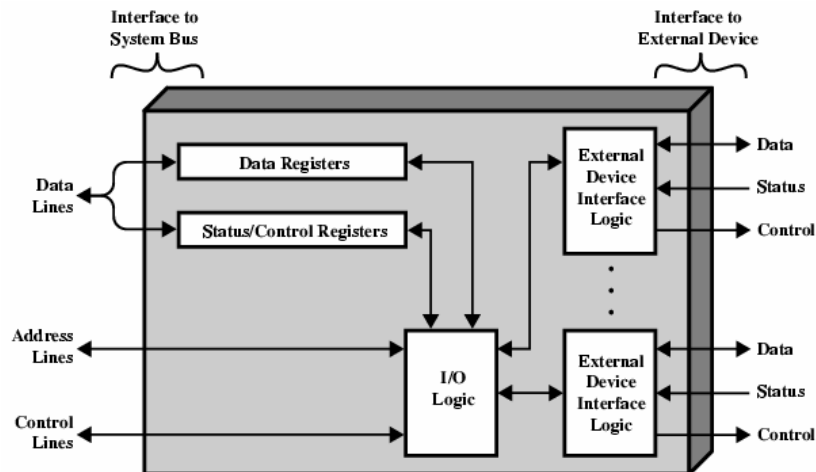 Interface to
System Bus
Interface to
External Device
Data Registers
External
Device
Interface
Logic
Data
Status
Control
Data
Lines
Status/Control Registers
Address
Lines
I/O
Logic
External
Device
Interface
Logic
Data
Status
Control
Control
Lines